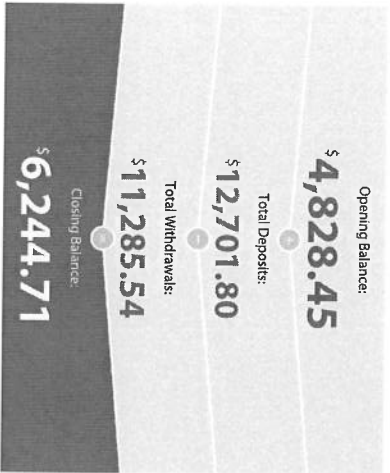 Opening Balance:
$4,828.45
+
Total Deposits:
$12,701.80
-
Total Withdrawals:
$11,285.54
=
Closing Balance:
$6,244.71